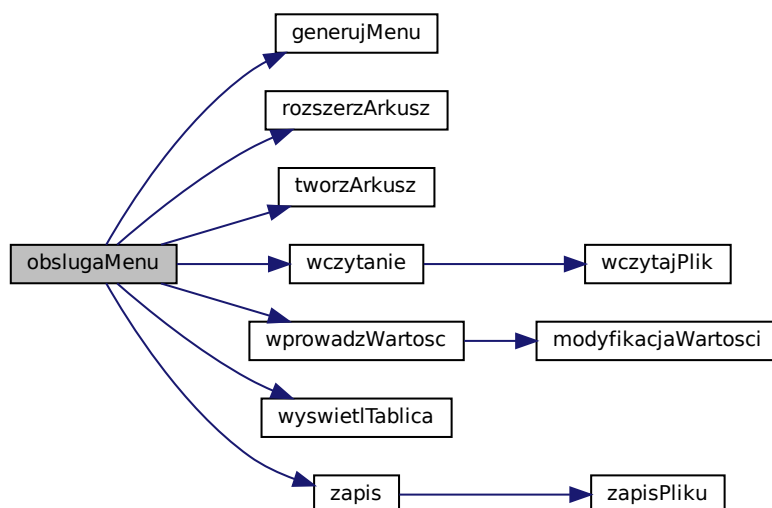 generujMenu
rozszerzArkusz
tworzArkusz
obslugaMenu
wczytanie
wczytajPlik
wprowadzWartosc
modyfikacjaWartosci
wyswietlTablica
zapis
zapisPliku